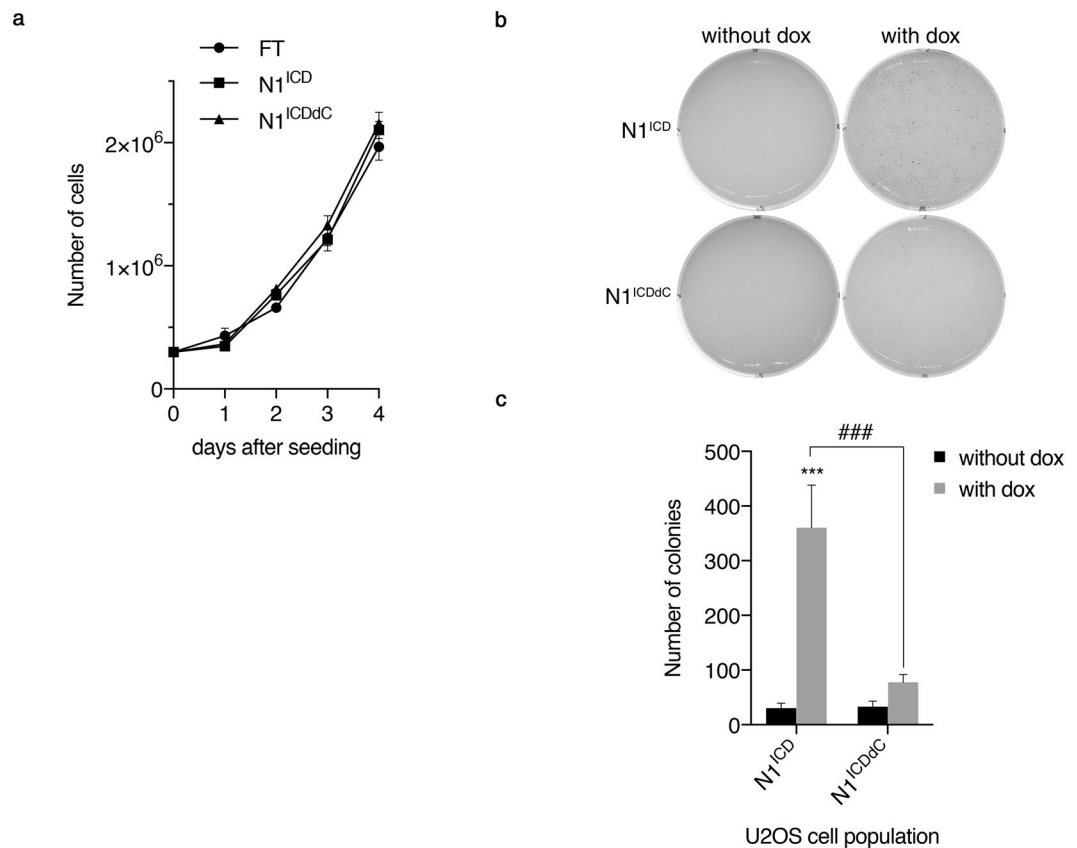 a
FT
N1ICD
N1ICDdC
Number of cells
2×10⁶
1×10⁶
0
0 1 2 3 4
days after seeding
b
without dox with dox
N1ICD
N1ICDdC
c
###
***
without dox
with dox
Number of colonies
500
400
300
200
100
0
N1ICD
N1ICDdC
U2OS cell population